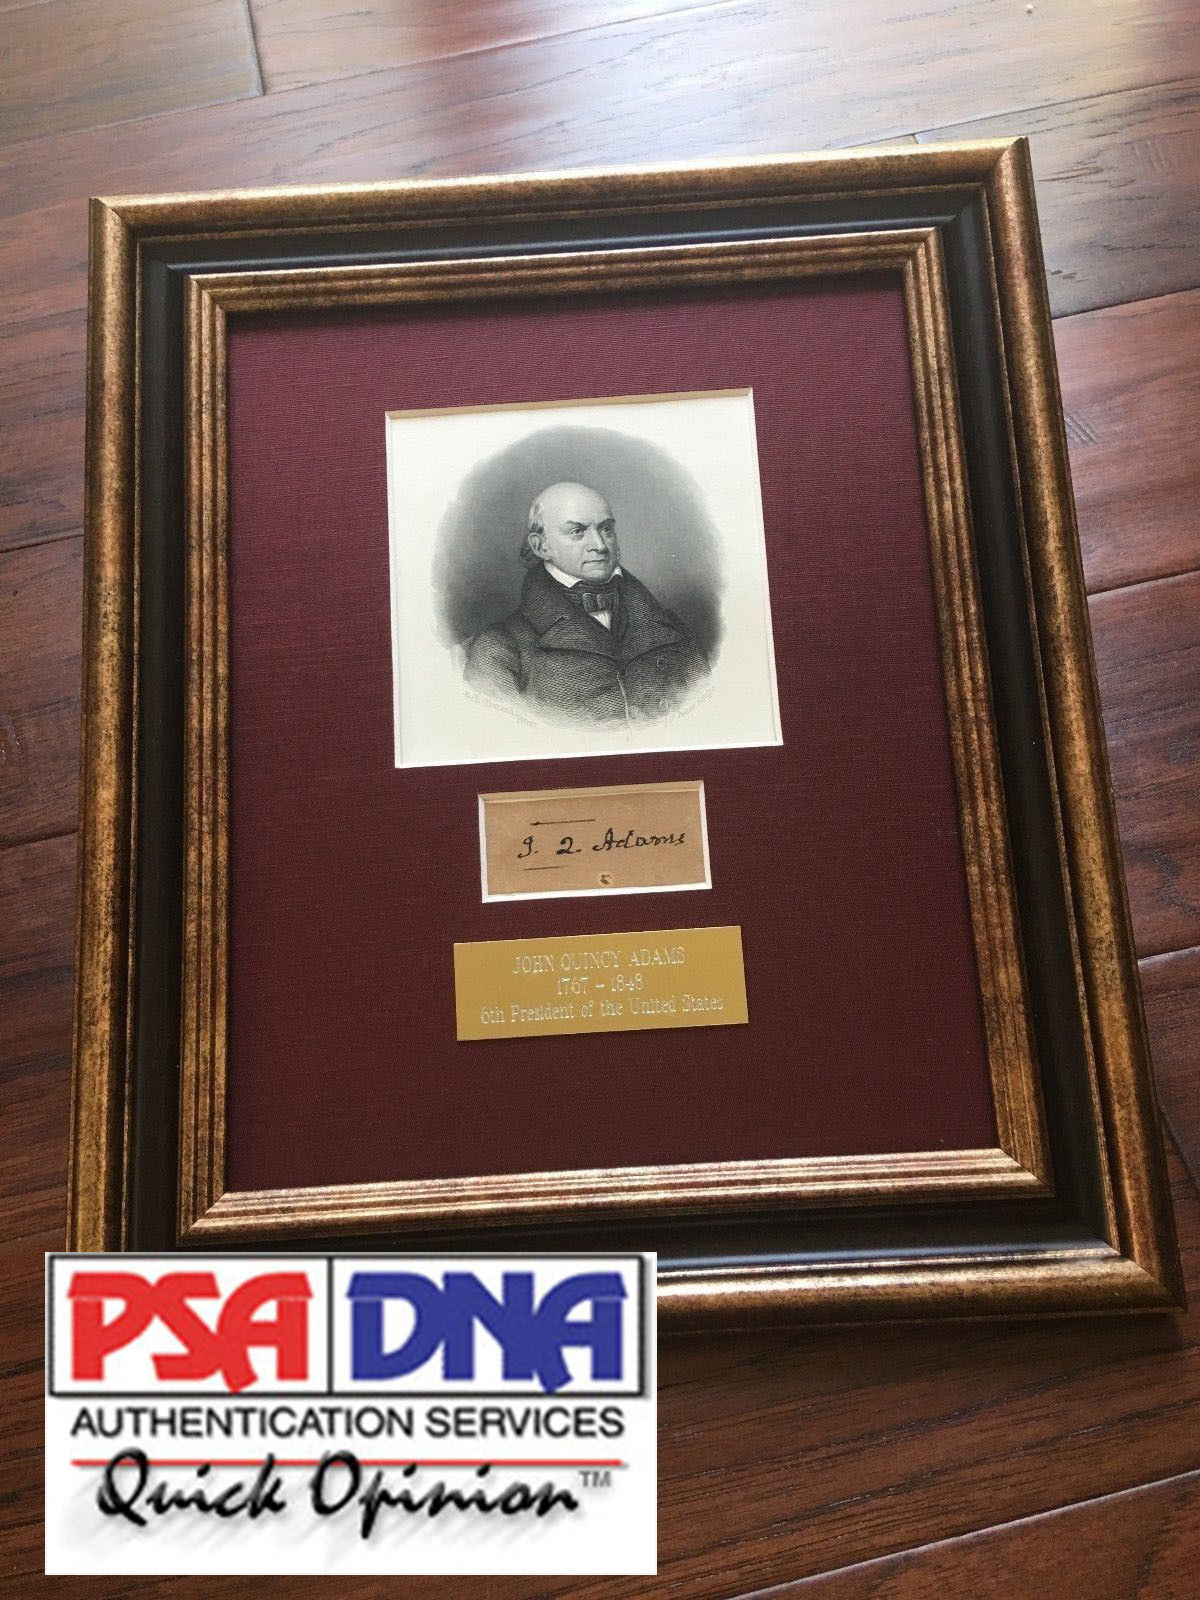 J. Q. Adams
JOHN QUINCY ADAMS
1767 - 1848
6th President of the United States
PSA DNA
AUTHENTICATION SERVICES
Quick Opinion™